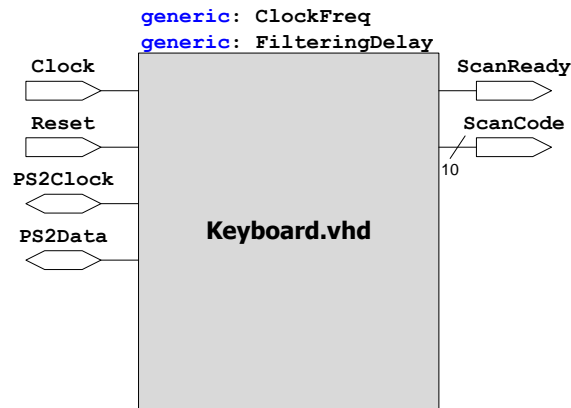 generic: ClockFreq
generic: FilteringDelay
Clock
ScanReady
Reset
ScanCode
10
PS2Clock
PS2Data
Keyboard.vhd